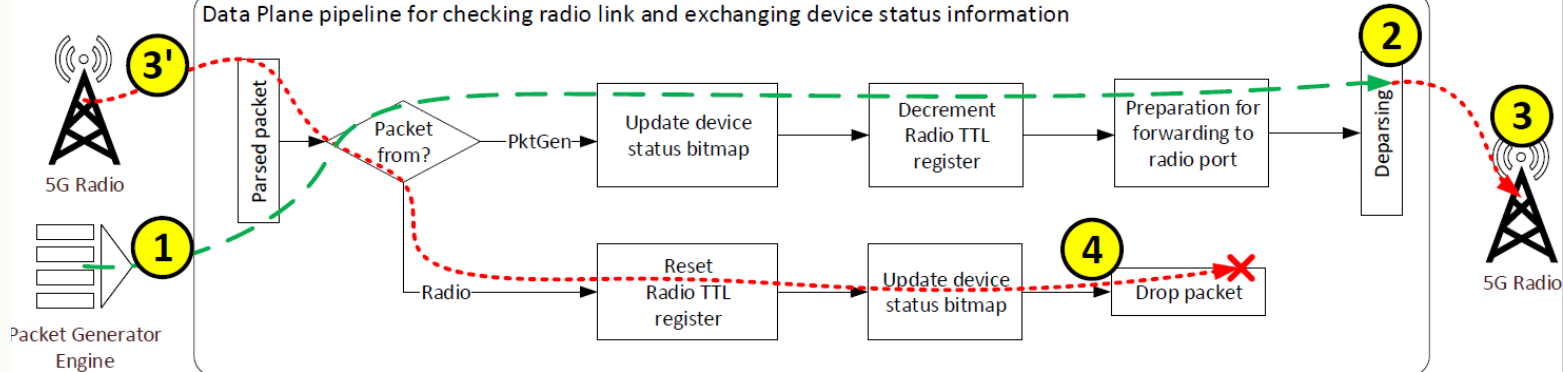 Data Plane pipeline for checking radio link and exchanging device status information
3'
5G Radio
1
Packet Generator
Engine
Parsed packet
Packet
from?
PktGen
Update device
status bitmap
Decrement
Radio TTL
register
Preparation for
forwarding to
radio port
2
Deparsing
3
5G Radio
Radio
Reset
Radio TTL
register
Update device
status bitmap
4
Drop packet